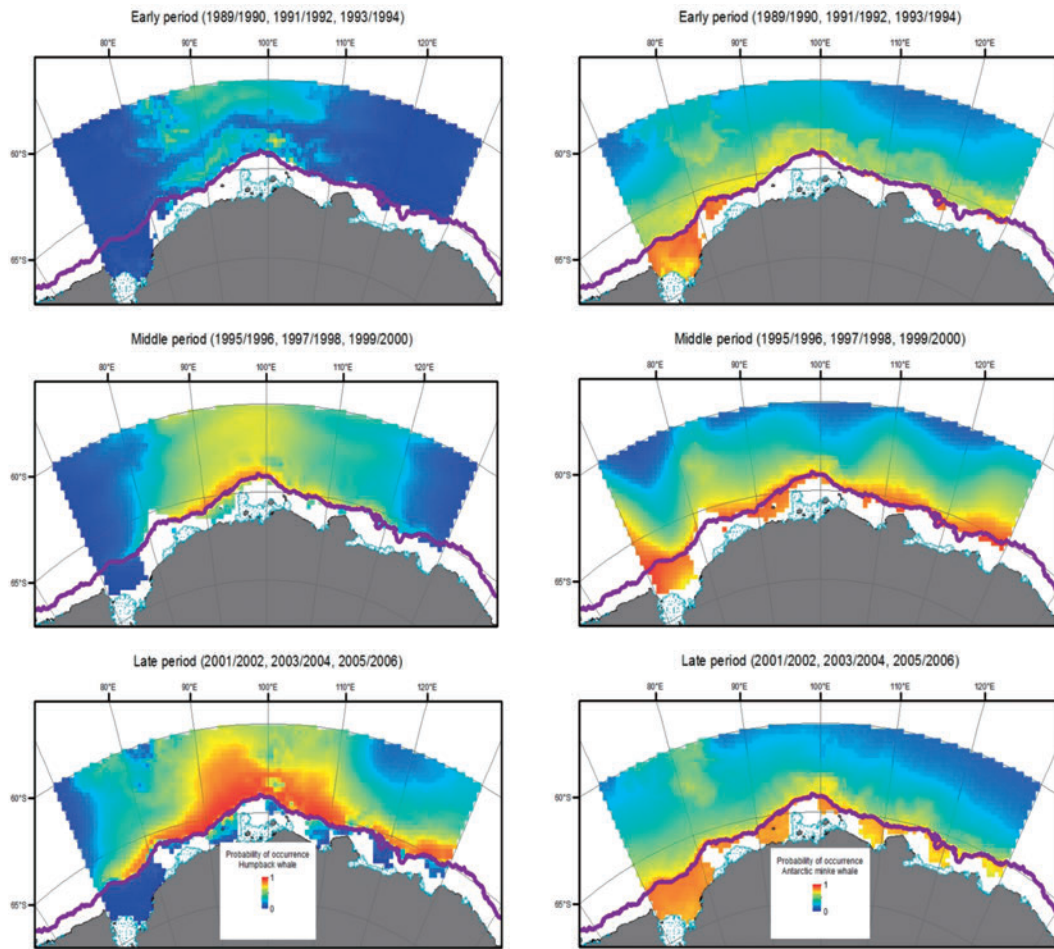 Early period (1989/1990, 1991/1992, 1993/1994)
80°E 90°E 100°E 110°E 120°E
60°S
65°S
Early period (1989/1990, 1991/1992, 1993/1994)
80°E 90°E 100°E 110°E 120°E
60°S
65°S
Middle period (1995/1996, 1997/1998, 1999/2000)
80°E 90°E 100°E 110°E 120°E
60°S
65°S
Middle period (1995/1996, 1997/1998, 1999/2000)
80°E 90°E 100°E 110°E 120°E
60°S
65°S
Late period (2001/2002, 2003/2004, 2005/2006)
80°E 90°E 100°E 110°E 120°E
60°S
65°S
Probability of occurrence
Humpback whale
1
0
Late period (2001/2002, 2003/2004, 2005/2006)
80°E 90°E 100°E 110°E 120°E
60°S
65°S
Probability of occurrence
Antarctic minke whale
1
0